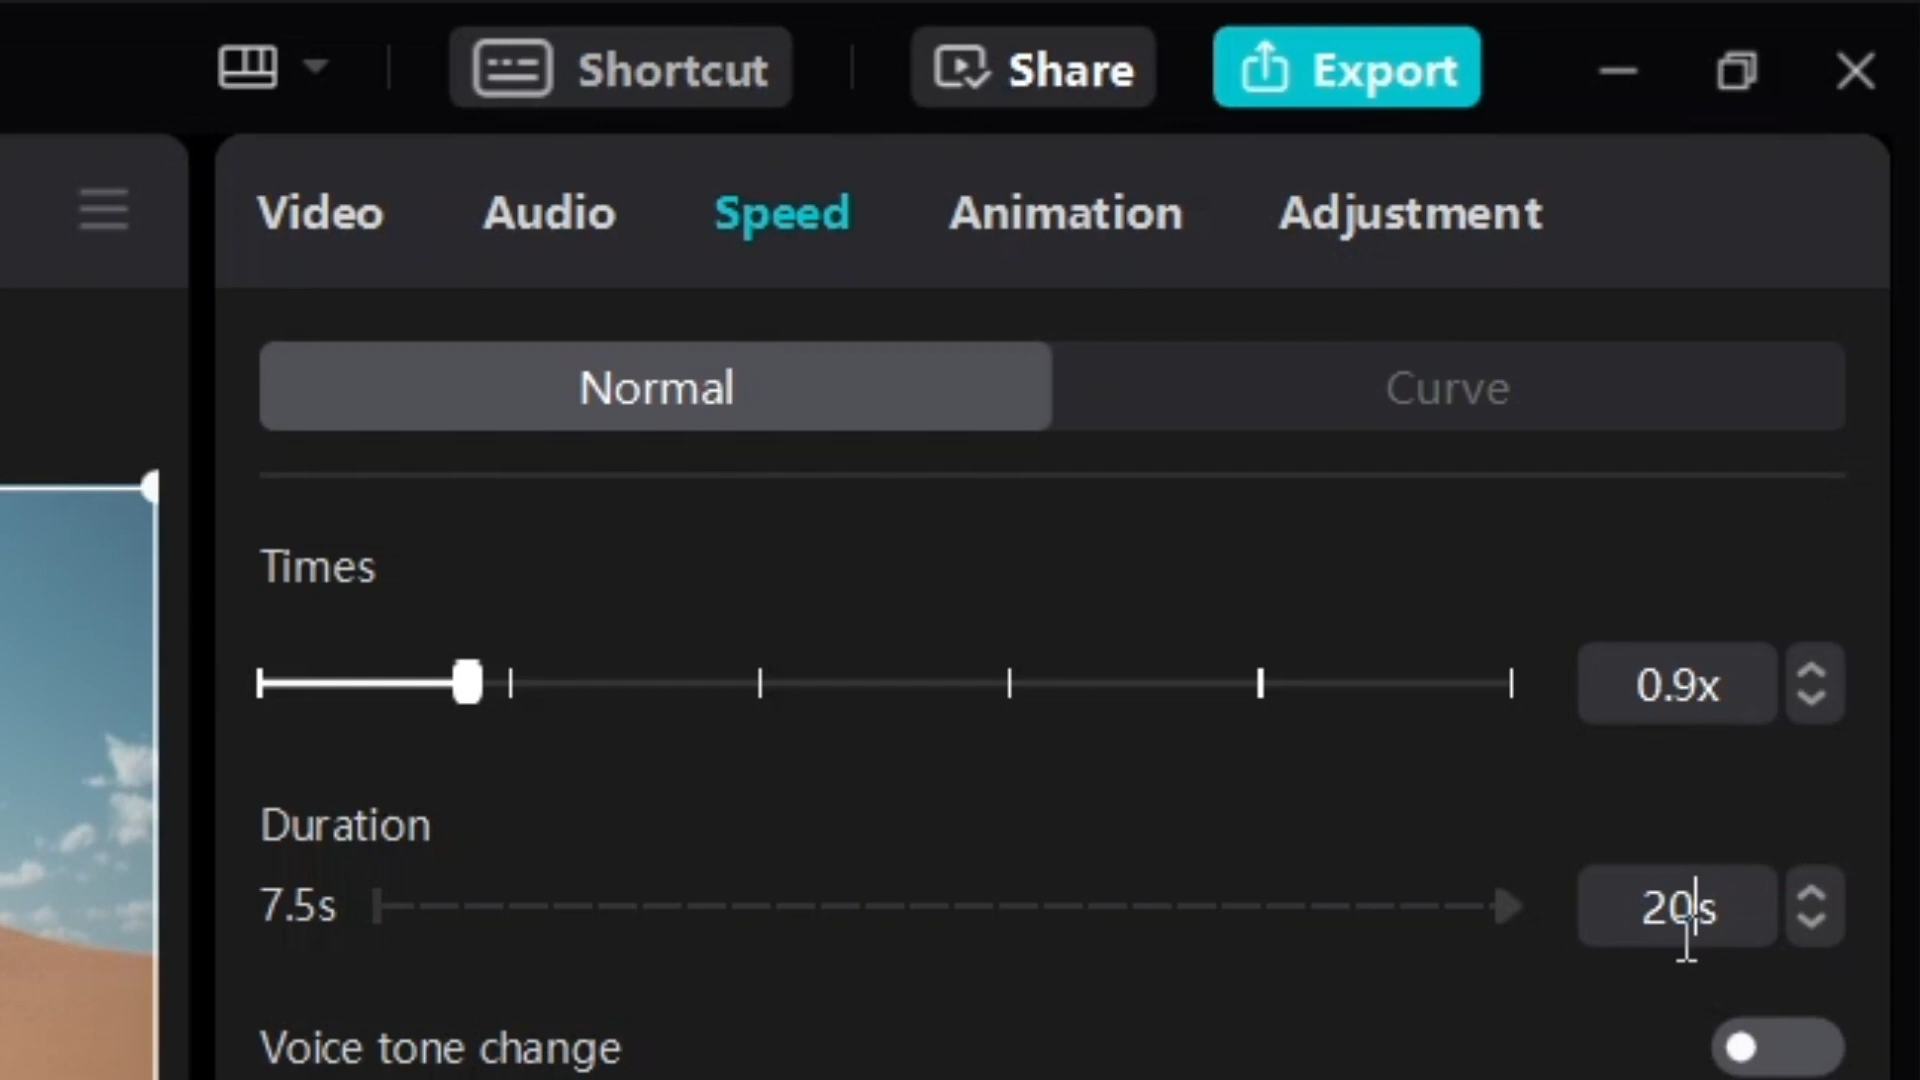 Shortcut Share Export
Video Audio Speed Animation Adjustment
Normal Curve
Times
0.9x
Duration
7.5s 20s
Voice tone change